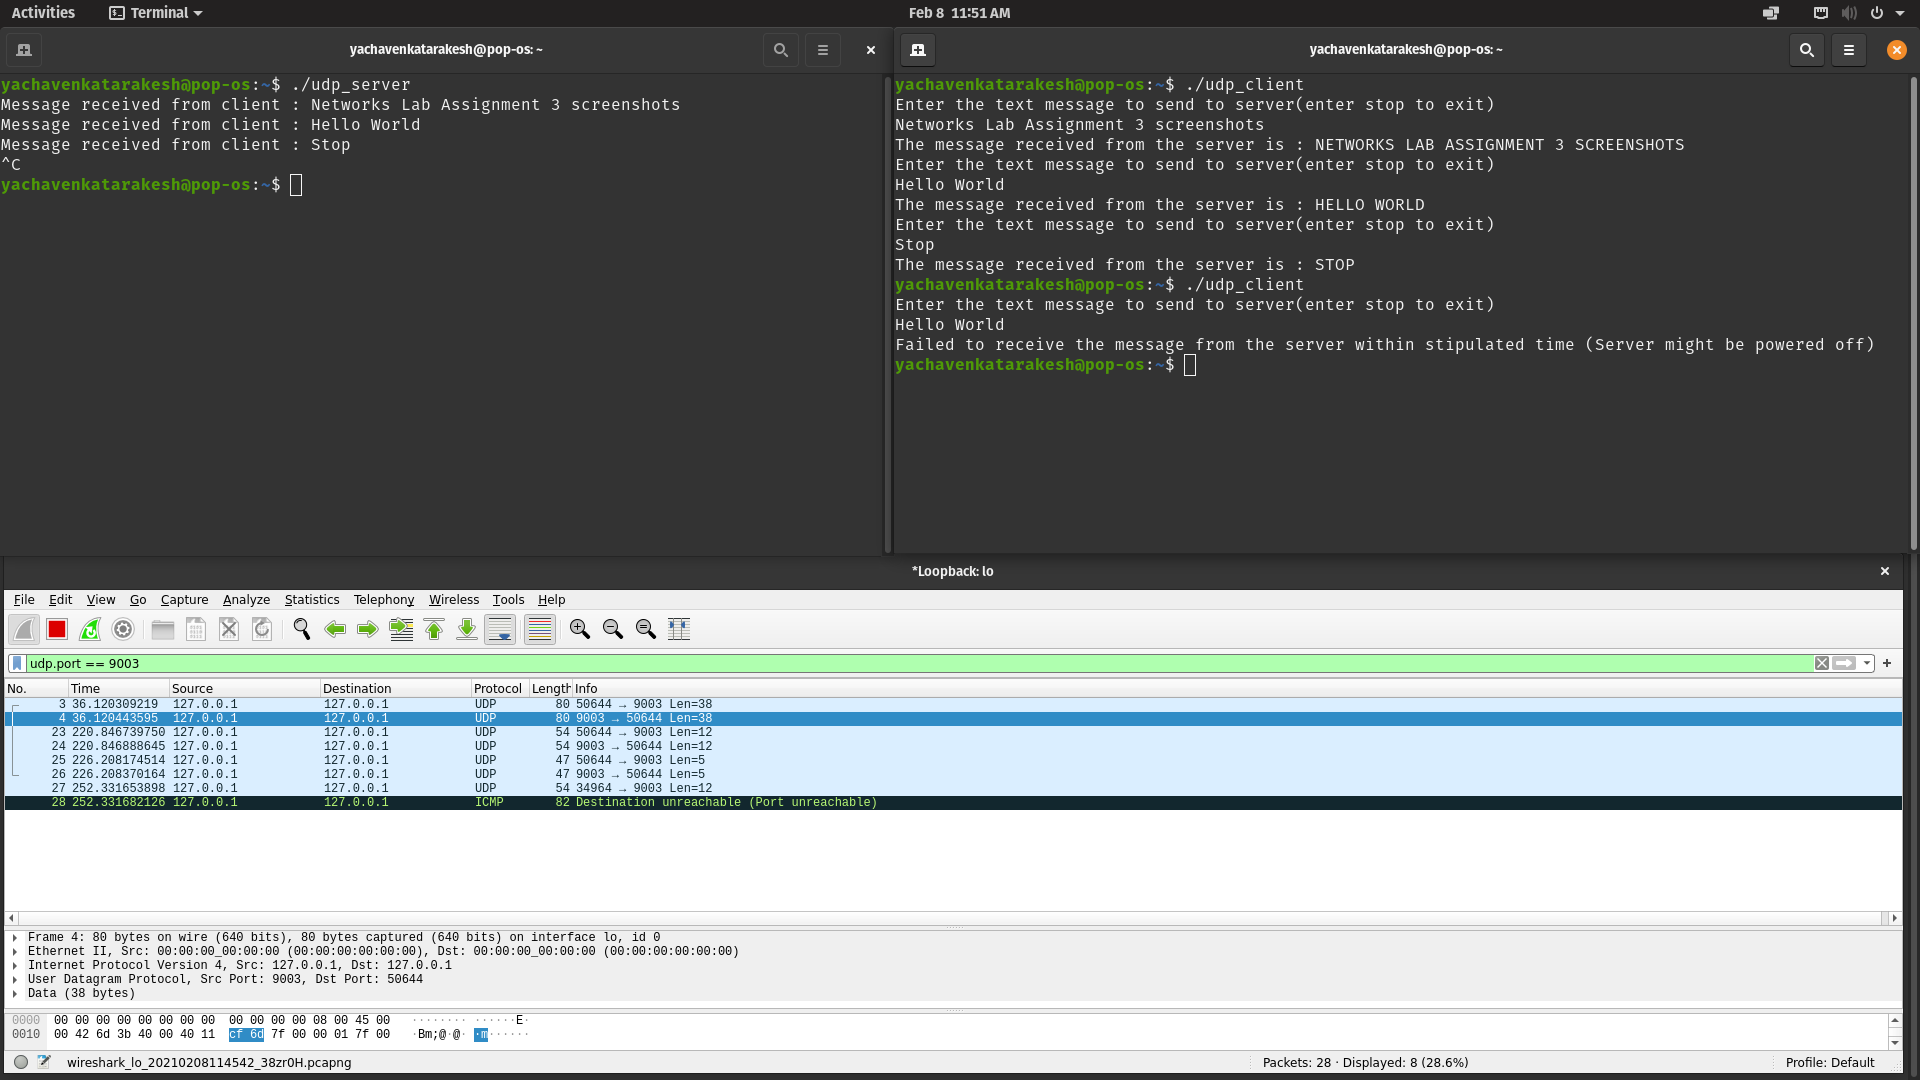 Activities Terminal Feb 8 11:51 AM
yachavenkatarakesh@pop-os: ~
yachavenkatarakesh@pop-os:~$ ./udp_server
Message received from client : Networks Lab Assignment 3 screenshots
Message received from client : Hello World
Message received from client : Stop
^C
yachavenkatarakesh@pop-os:~$
yachavenkatarakesh@pop-os: ~
yachavenkatarakesh@pop-os:~$ ./udp_client
Enter the text message to send to server(enter stop to exit)
Networks Lab Assignment 3 screenshots
The message received from the server is : NETWORKS LAB ASSIGNMENT 3 SCREENSHOTS
Enter the text message to send to server(enter stop to exit)
Hello World
The message received from the server is : HELLO WORLD
Enter the text message to send to server(enter stop to exit)
Stop
The message received from the server is : STOP
yachavenkatarakesh@pop-os:~$ ./udp_client
Enter the text message to send to server(enter stop to exit)
Hello World
Failed to receive the message from the server within stipulated time (Server might be powered off)
yachavenkatarakesh@pop-os:~$
*Loopback: lo
File Edit View Go Capture Analyze Statistics Telephony Wireless Tools Help
udp.port == 9003
No. Time Source Destination Protocol Length Info
3 36.120309219 127.0.0.1 127.0.0.1 UDP 80 50644 → 9003 Len=38
4 36.120443595 127.0.0.1 127.0.0.1 UDP 80 9003 → 50644 Len=38
23 220.846739750 127.0.0.1 127.0.0.1 UDP 54 50644 → 9003 Len=12
24 220.846888645 127.0.0.1 127.0.0.1 UDP 54 9003 → 50644 Len=12
25 226.208174514 127.0.0.1 127.0.0.1 UDP 47 50644 → 9003 Len=5
26 226.208370164 127.0.0.1 127.0.0.1 UDP 47 9003 → 50644 Len=5
27 252.331653898 127.0.0.1 127.0.0.1 UDP 54 34964 → 9003 Len=12
28 252.331682126 127.0.0.1 127.0.0.1 ICMP 82 Destination unreachable (Port unreachable)
Frame 4: 80 bytes on wire (640 bits), 80 bytes captured (640 bits) on interface lo, id 0
Ethernet II, Src: 00:00:00_00:00:00 (00:00:00:00:00:00), Dst: 00:00:00_00:00:00 (00:00:00:00:00:00)
Internet Protocol Version 4, Src: 127.0.0.1, Dst: 127.0.0.1
User Datagram Protocol, Src Port: 9003, Dst Port: 50644
Data (38 bytes)
0000 00 00 00 00 00 00 00 00 00 00 00 00 08 00 45 00 ········ ······E·
0010 00 42 6d 3b 40 00 40 11 cf 6d 7f 00 00 01 7f 00 ·Bm;@·@· ·m······
wireshark_lo_20210208114542_38zr0H.pcapng Packets: 28 · Displayed: 8 (28.6%) Profile: Default